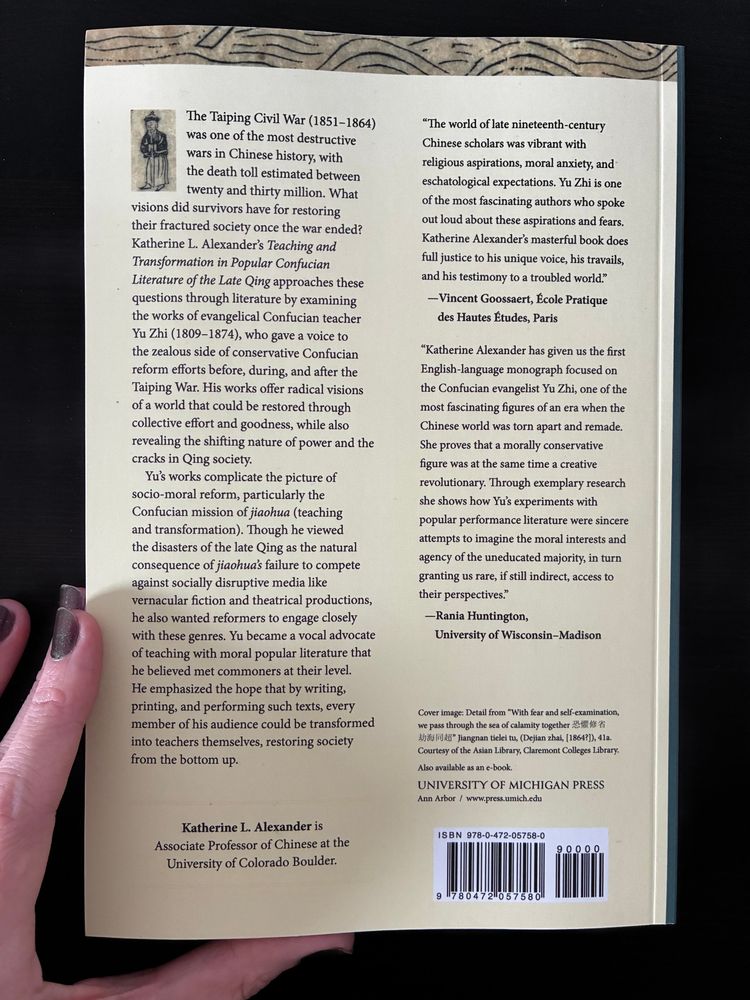 The Taiping Civil War (1851–1864)
was one of the most destructive
wars in Chinese history, with
the death toll estimated between
twenty and thirty million. What
visions did survivors have for restoring
their fractured society once the war ended?
Katherine L. Alexander’s Teaching and
Transformation in Popular Confucian
Literature of the Late Qing approaches these
questions through literature by examining
the works of evangelical Confucian teacher
Yu Zhi (1809–1874), who gave a voice to
the zealous side of conservative Confucian
reform efforts before, during, and after the
Taiping War. His works offer radical visions
of a world that could be restored through
collective effort and goodness, while also
revealing the shifting nature of power and the
cracks in Qing society.
Yu’s works complicate the picture of
socio-moral reform, particularly the
Confucian mission of jiaohua (teaching
and transformation). Though he viewed
the disasters of the late Qing as the natural
consequence of jiaohua’s failure to compete
against socially disruptive media like
vernacular fiction and theatrical productions,
he also wanted reformers to engage closely
with these genres. Yu became a vocal advocate
of teaching with moral popular literature that
he believed met commoners at their level.
He emphasized the hope that by writing,
printing, and performing such texts, every
member of his audience could be transformed
into teachers themselves, restoring society
from the bottom up.
Katherine L. Alexander is
Associate Professor of Chinese at the
University of Colorado Boulder.
“The world of late nineteenth-century
Chinese scholars was vibrant with
religious aspirations, moral anxiety, and
eschatological expectations. Yu Zhi is one
of the most fascinating authors who spoke
out loud about these aspirations and fears.
Katherine Alexander’s masterful book does
full justice to his unique voice, his travails,
and his testimony to a troubled world.”
—Vincent Goossaert, École Pratique
des Hautes Études, Paris
“Katherine Alexander has given us the first
English-language monograph focused on
the Confucian evangelist Yu Zhi, one of the
most fascinating figures of an era when the
Chinese world was torn apart and remade.
She proves that a morally conservative
figure was at the same time a creative
revolutionary. Through exemplary research
she shows how Yu’s experiments with
popular performance literature were sincere
attempts to imagine the moral interests and
agency of the uneducated majority, in turn
granting us rare, if still indirect, access to
their perspectives.”
—Rania Huntington,
University of Wisconsin–Madison
Cover image: Detail from “With fear and self-examination,
we pass through the sea of calamity together 恐懼修省
劫海同超” Jiangnan tielei tu, (Dejian zhai, [1864?]), 41a.
Courtesy of the Asian Library, Claremont Colleges Library.
Also available as an e-book.
UNIVERSITY OF MICHIGAN PRESS
Ann Arbor / www.press.umich.edu
ISBN 978-0-472-05758-0
90000
9 780472 057580